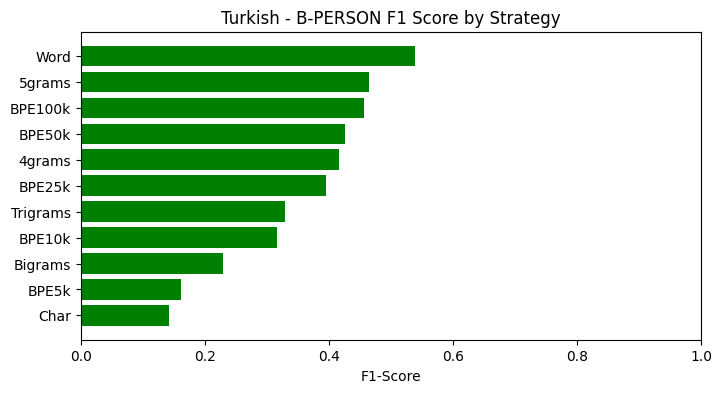 Turkish - B-PERSON F1 Score by Strategy
Word
5grams
BPE100k
BPE50k
4grams
BPE25k
Trigrams
BPE10k
Bigrams
BPE5k
Char
0.0 0.2 0.4 0.6 0.8 1.0
F1-Score